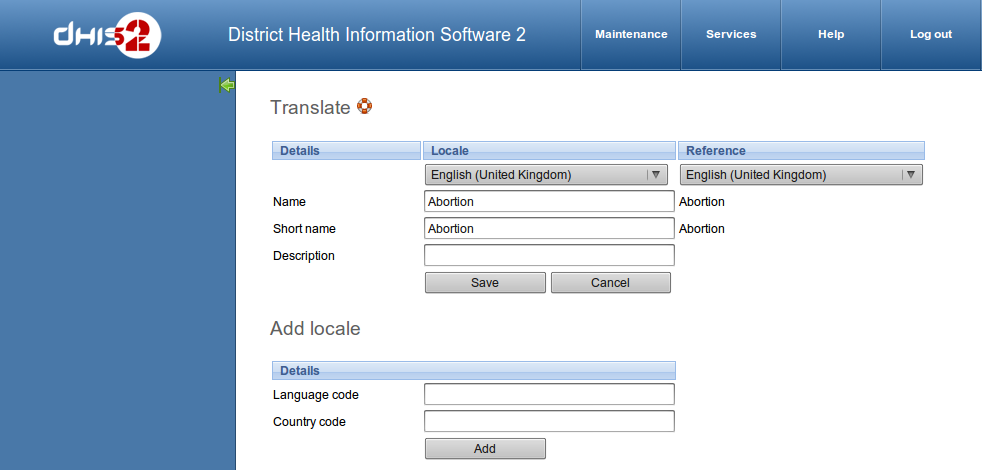 dhis2 District Health Information Software 2 Maintenance Services Help Log out
Translate
Details Locale Reference
English (United Kingdom) English (United Kingdom)
Name Abortion Abortion
Short name Abortion Abortion
Description
Save Cancel
Add locale
Details
Language code
Country code
Add